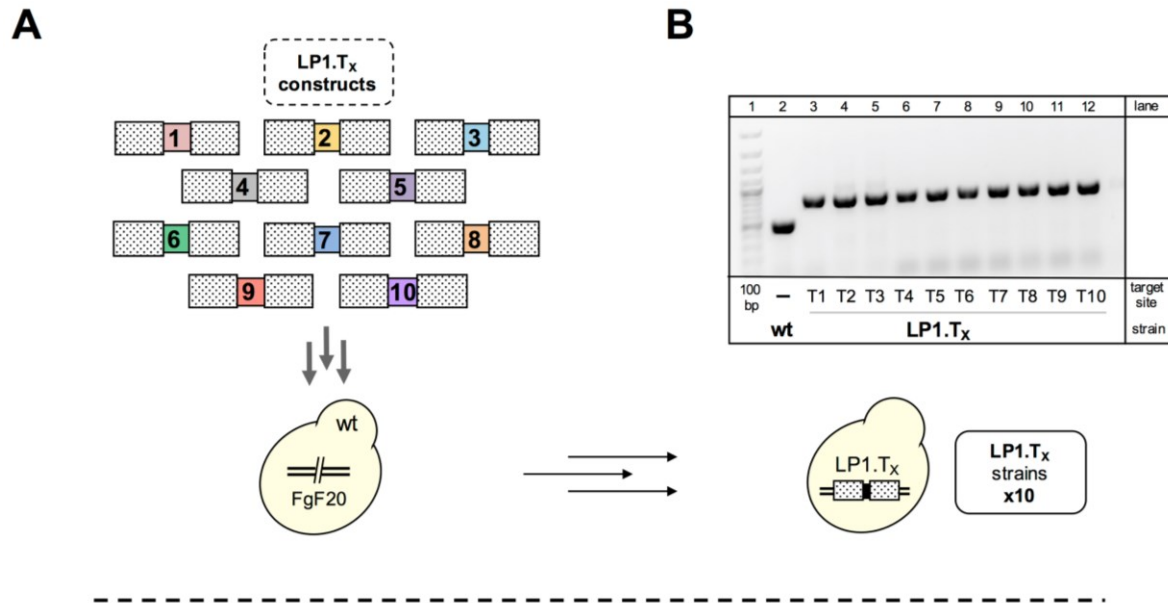 A
LP1.Tx
constructs
1
2
3
4
5
6
7
8
9
10
wt
FgF20
B
1 2 3 4 5 6 7 8 9 10 11 12 lane
100
bp
– T1 T2 T3 T4 T5 T6 T7 T8 T9 T10 target
site
wt LP1.Tx strain
LP1.Tx
LP1.Tx
strains
x10